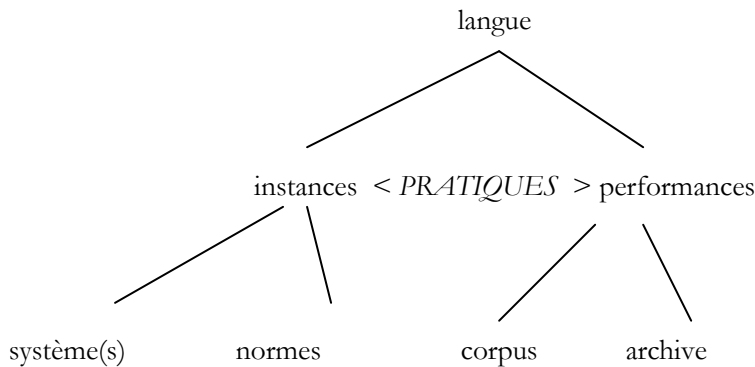 langue
instances < PRATIQUES > performances
système(s) normes corpus archive